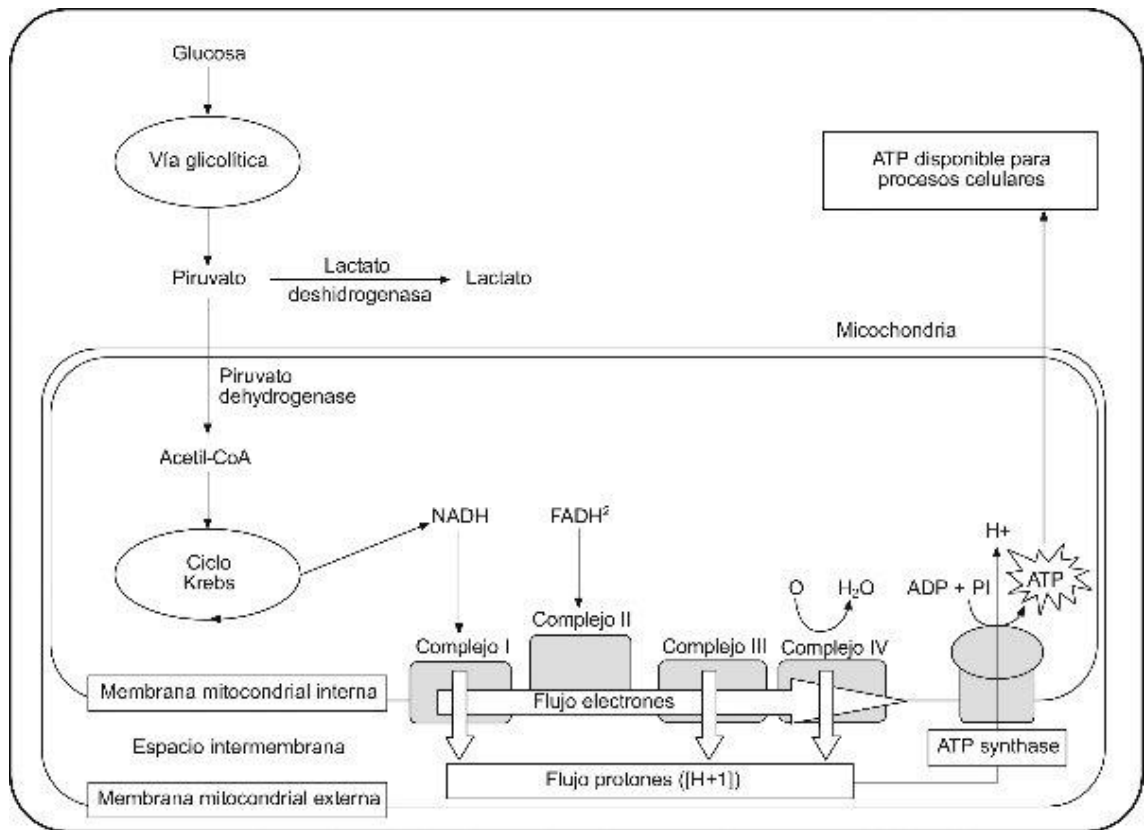 Glucosa
Vía glicolítica
ATP disponible para
procesos celulares
Piruvato
Lactato
deshidrogenasa
Lactato
Micochondria
Piruvato
dehydrogenase
Acetil-CoA
NADH
FADH²
H+
Ciclo
Krebs
O
H₂O
ADP + PI
ATP
Complejo I
Complejo II
Complejo III
Complejo IV
Membrana mitocondrial interna
Flujo electrones
Espacio intermembrana
ATP synthase
Flujo protones ([H+1])
Membrana mitocondrial externa